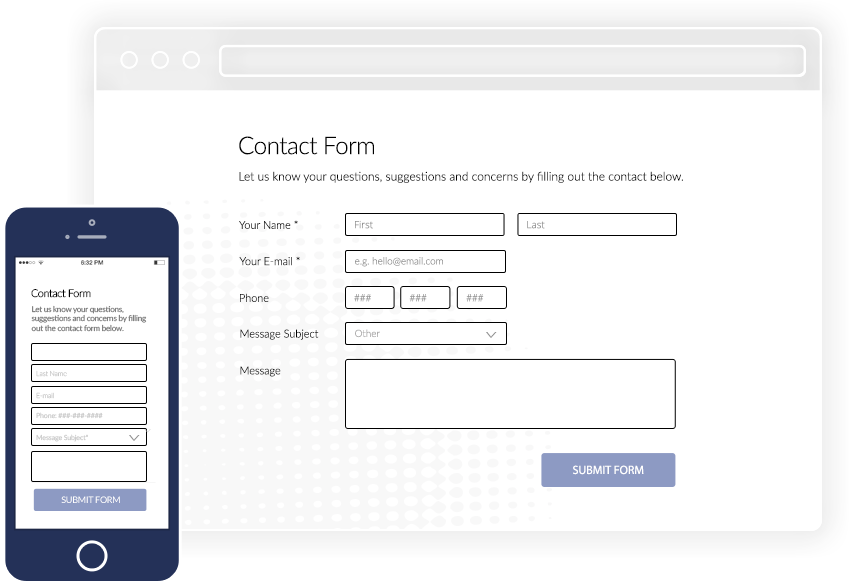 Contact Form
Let us know your questions, suggestions and concerns by filling out the contact below.
Your Name * First Last
Your E-mail * e.g. hello@email.com
Phone ### ### ###
Message Subject Other
Message
SUBMIT FORM
6:32 PM
Contact Form
Let us know your questions,
suggestions and concerns by filling
out the contact form below.
Last Name
E-mail
Phone: ###-###-####
Message Subject*
SUBMIT FORM